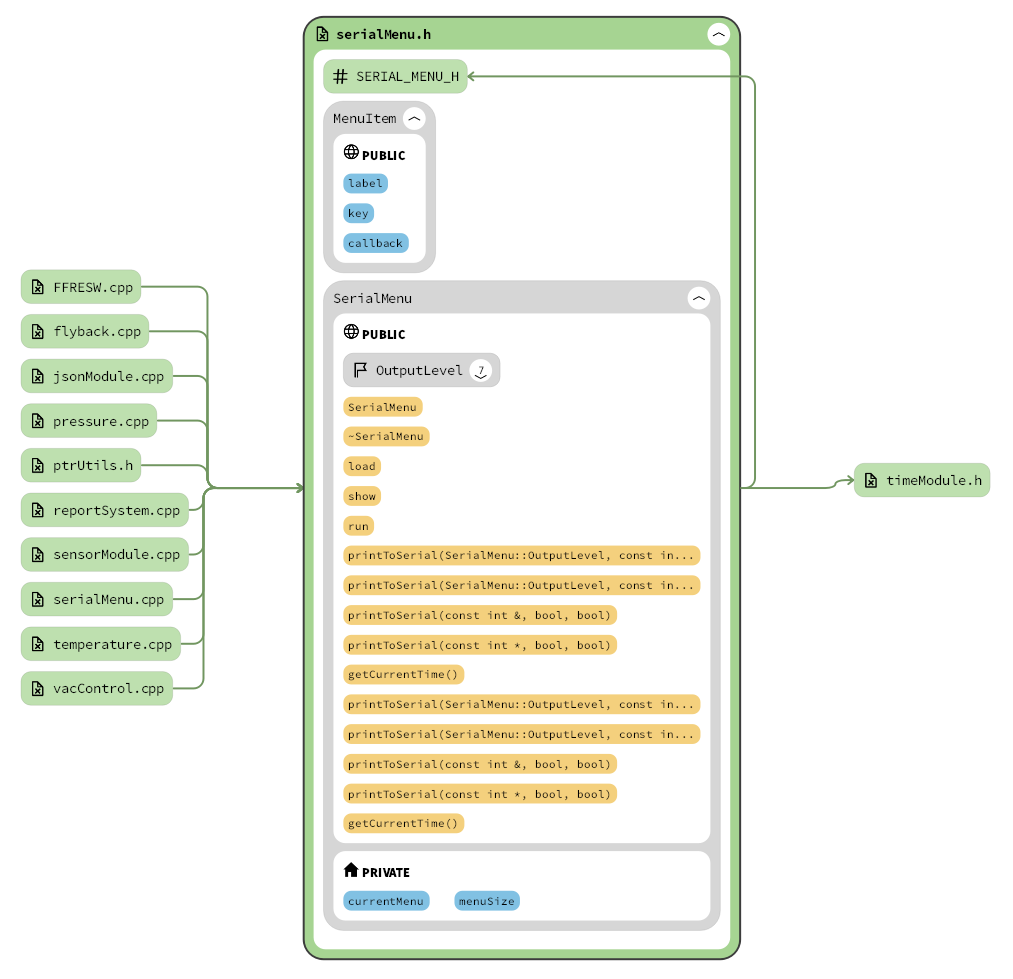 serialMenu.h
# SERIAL_MENU_H
MenuItem
PUBLIC
label
key
callback
SerialMenu
PUBLIC
OutputLevel 7
SerialMenu
~SerialMenu
load
show
run
printToSerial(SerialMenu::OutputLevel, const in...
printToSerial(SerialMenu::OutputLevel, const in...
printToSerial(const int &, bool, bool)
printToSerial(const int *, bool, bool)
getCurrentTime()
printToSerial(SerialMenu::OutputLevel, const in...
printToSerial(SerialMenu::OutputLevel, const in...
printToSerial(const int &, bool, bool)
printToSerial(const int *, bool, bool)
getCurrentTime()
PRIVATE
currentMenu menuSize
FFRESW.cpp
flyback.cpp
jsonModule.cpp
pressure.cpp
ptrUtils.h
reportSystem.cpp
sensorModule.cpp
serialMenu.cpp
temperature.cpp
vacControl.cpp
timeModule.h